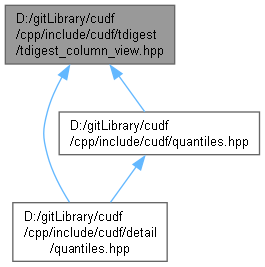 D:/gitLibrary/cudf
/cpp/include/cudf/tdigest
/tdigest_column_view.hpp
D:/gitLibrary/cudf
/cpp/include/cudf/quantiles.hpp
D:/gitLibrary/cudf
/cpp/include/cudf/detail
/quantiles.hpp